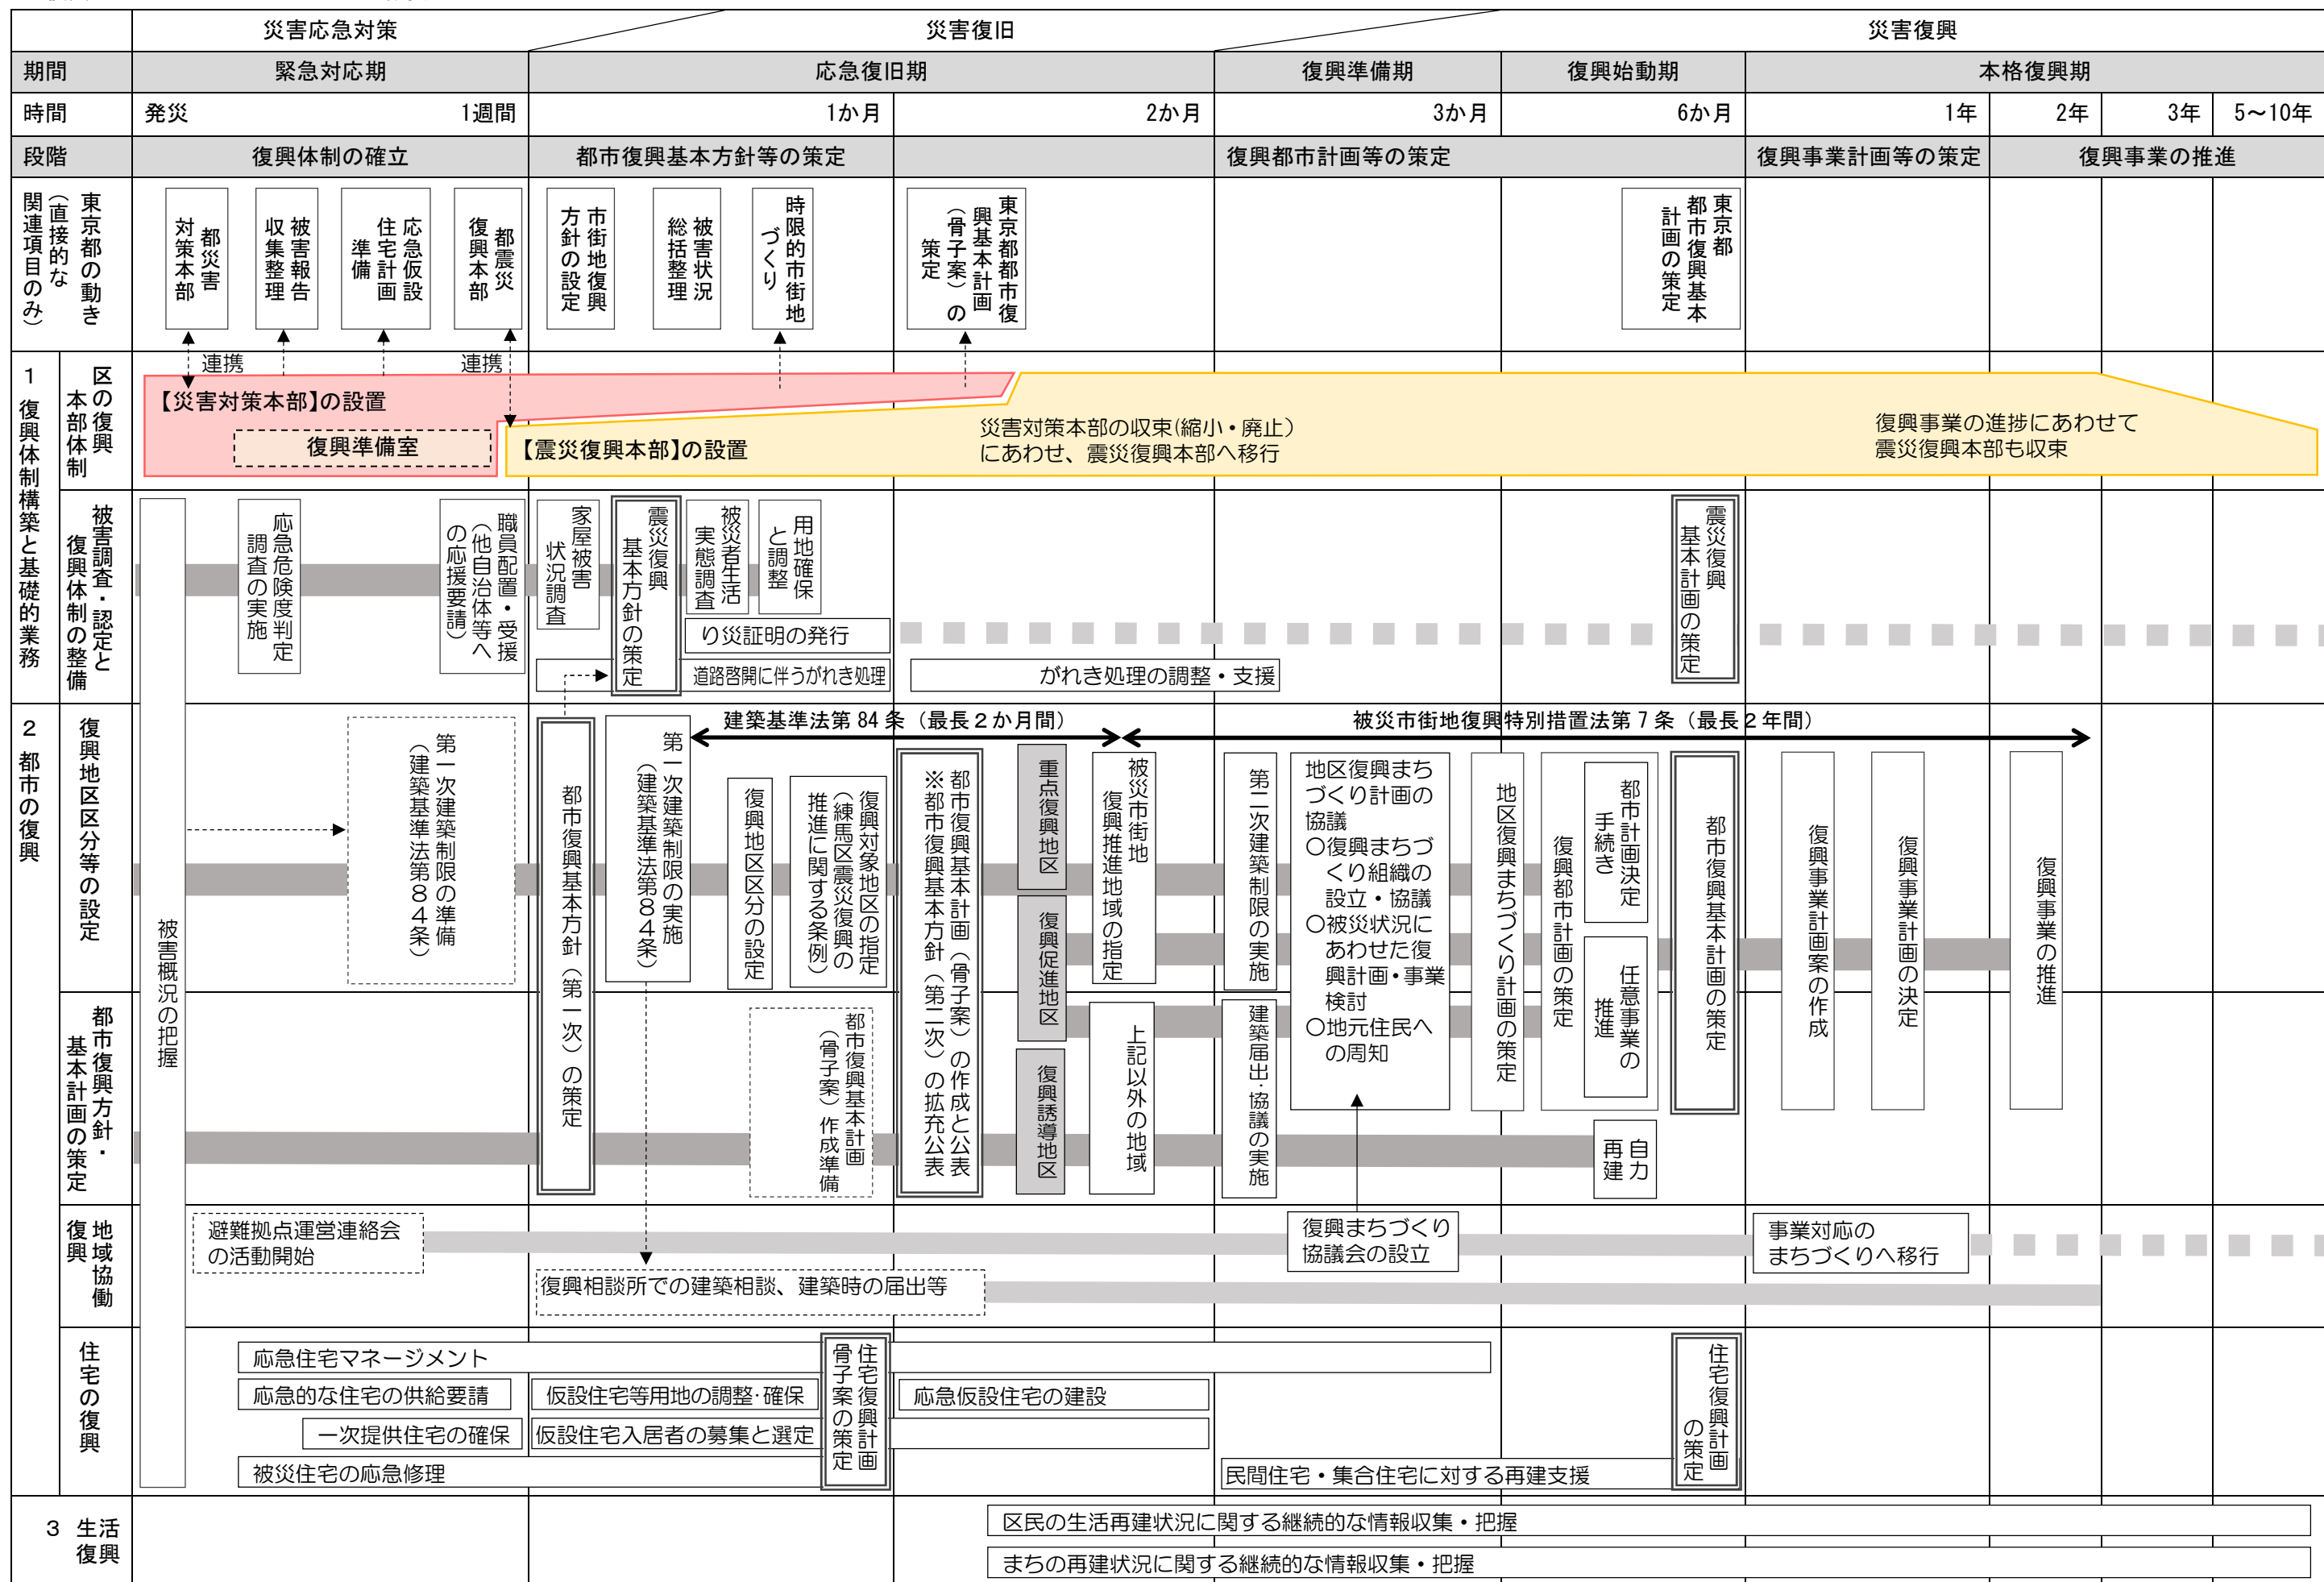 災害応急対策
災害復旧
災害復興
期間
緊急対応期
応急復旧期
復興準備期
復興始動期
本格復興期
時間
発災
1週間
1か月
2か月
3か月
6か月
1年
2年
3年
5～10年
段階
復興体制の確立
都市復興基本方針等の策定
復興都市計画等の策定
復興事業計画等の策定
復興事業の推進
東京都の動き
（直接的な
関連項目のみ）
都災害
対策本部
被害報告
収集整理
応急仮設
住宅計画
準備
都震災
復興本部
市街地復興
方針の設定
被害状況
総括整理
時限的市街地
づくり
東京都都市復
興基本計画
（骨子案）の
策定
東京都
都市復興基本
計画の策定
1 復興体制構築と基礎的業務
区の復興
本部体制
連携
連携
【災害対策本部】の設置
復興準備室
【震災復興本部】の設置
災害対策本部の収束(縮小・廃止)
にあわせ、震災復興本部へ移行
復興事業の進捗にあわせて
震災復興本部も収束
被害調査・認定と
復興体制の整備
被害概況の把握
応急危険度判定
調査の実施
職員配置・受援
（他自治体等へ
の応援要請）
家屋被害
状況調査
震災復興
基本方針の策定
被災者生活
実態調査
用地確保
と調整
り災証明の発行
道路啓開に伴うがれき処理
がれき処理の調整・支援
震災復興
基本計画の策定
2 都市の復興
復興地区区分等の設定
第一次建築制限の準備
（建築基準法第８４条）
都市復興基本方針（第一次）の策定
第一次建築制限の実施
（建築基準法第８４条）
建築基準法第 84 条（最長２か月間）
被災市街地復興特別措置法第７条（最長２年間）
復興地区区分の設定
復興対象地区の指定
（練馬区震災復興の
推進に関する条例）
都市復興基本計画（骨子案）の作成と公表
※都市復興基本方針（第二次）の拡充公表
重点復興地区
復興促進地区
復興誘導地区
被災市街地
復興推進地域の指定
上記以外の地域
第二次建築制限の実施
建築届出・協議の実施
地区復興まち
づくり計画の
協議
○復興まちづ
くり組織の
設立・協議
○被災状況に
あわせた復
興計画・事業
検討
○地元住民へ
の周知
地区復興まちづくり計画の策定
復興都市計画の策定
都市計画決定
手続き
任意事業の
推進
自力
再建
都市復興基本計画の策定
復興事業計画案の作成
復興事業計画の決定
復興事業の推進
都市復興方針・
基本計画の策定
都市復興基本計画
（骨子案）作成準備
地域協働
復興
避難拠点運営連絡会
の活動開始
復興まちづくり
協議会の設立
事業対応の
まちづくりへ移行
復興相談所での建築相談、建築時の届出等
住宅の復興
応急住宅マネージメント
応急的な住宅の供給要請
仮設住宅等用地の調整・確保
応急仮設住宅の建設
一次提供住宅の確保
仮設住宅入居者の募集と選定
被災住宅の応急修理
住宅復興計画
骨子案の策定
民間住宅・集合住宅に対する再建支援
住宅復興計画
の策定
3 生活
復興
区民の生活再建状況に関する継続的な情報収集・把握
まちの再建状況に関する継続的な情報収集・把握